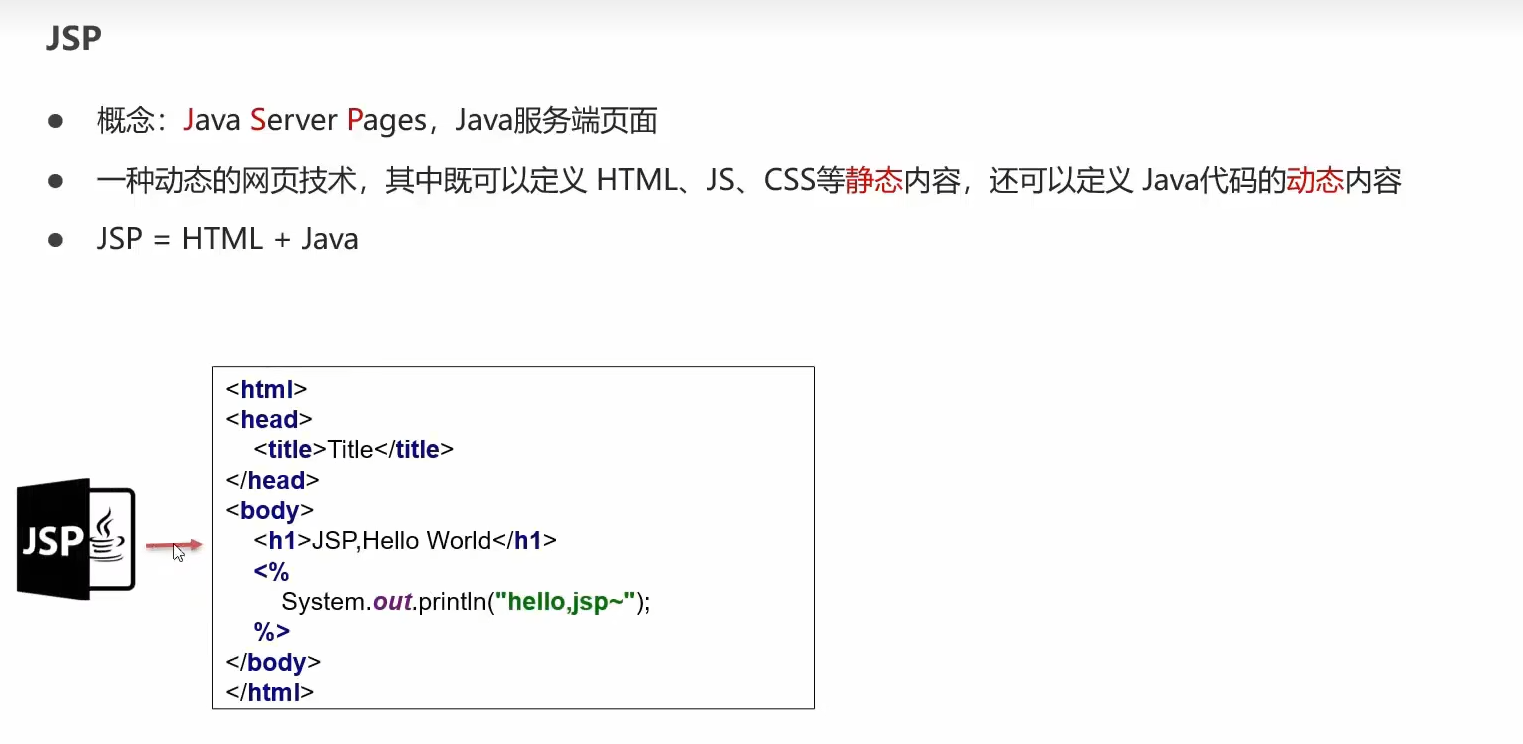 JSP
● 概念：Java Server Pages，Java服务端页面
● 一种动态的网页技术，其中既可以定义 HTML、JS、CSS等静态内容，还可以定义 Java代码的动态内容
● JSP = HTML + Java
<html>
<head>
    <title>Title</title>
</head>
<body>
    <h1>JSP,Hello World</h1>
    <%
        System.out.println("hello,jsp~");
    %>
</body>
</html>
JSP